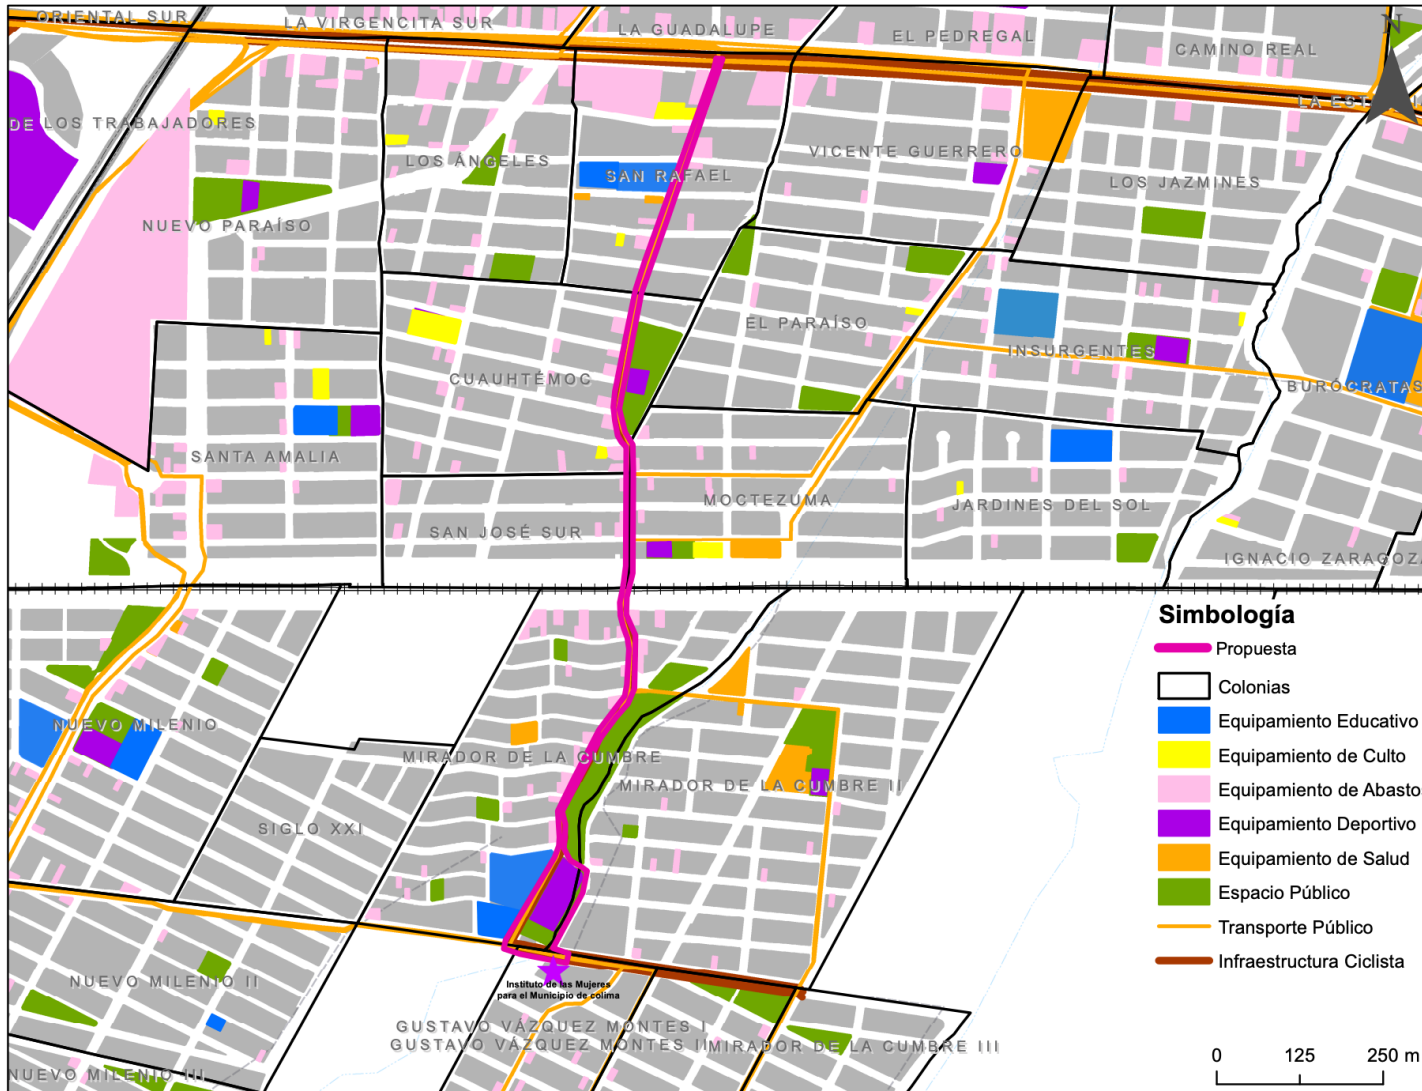 ORIENTAL SUR
LA VIRGENCITA SUR
LA GUADALUPE
EL PEDREGAL
CAMINO REAL
N
DE LOS TRABAJADORES
LOS ÁNGELES
SAN RAFAEL
VICENTE GUERRERO
LOS JAZMINES
NUEVO PARAÍSO
EL PARAÍSO
INSURGENTES
CUAUHTÉMOC
BURÓCRATAS
SANTA AMALIA
MOCTEZUMA
JARDINES DEL SOL
SAN JOSÉ SUR
IGNACIO ZARAGOZA
NUEVO MILENIO
MIRADOR DE LA CUMBRE
MIRADOR DE LA CUMBRE II
SIGLO XXI
NUEVO MILENIO II
Instituto de las Mujeres
para el Municipio de colima
GUSTAVO VÁZQUEZ MONTES I
GUSTAVO VÁZQUEZ MONTES II
MIRADOR DE LA CUMBRE III
NUEVO MILENIO III
Simbología
Propuesta
Colonias
Equipamiento Educativo
Equipamiento de Culto
Equipamiento de Abasto
Equipamiento Deportivo
Equipamiento de Salud
Espacio Público
Transporte Público
Infraestructura Ciclista
0 125 250 m